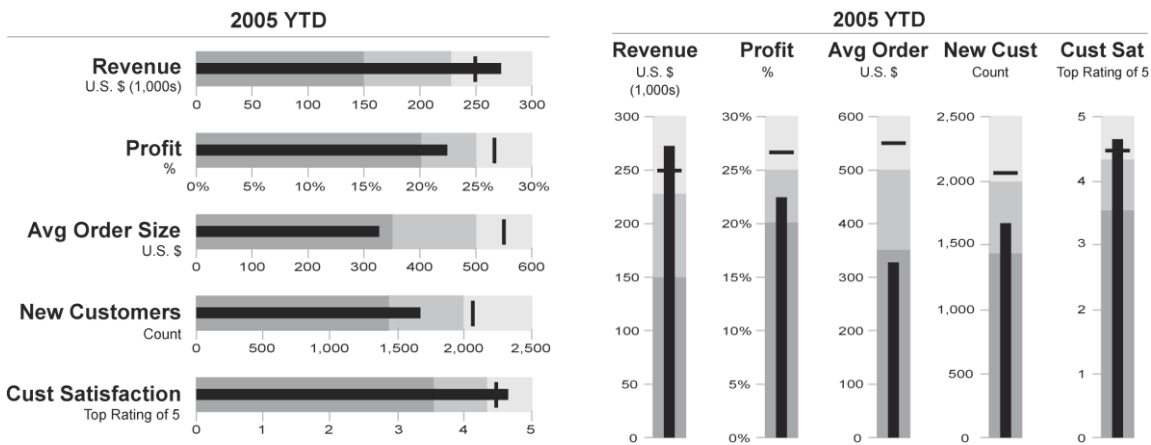 2005 YTD
Revenue
U.S. $ (1,000s)
0 50 100 150 200 250 300
Profit
%
0% 5% 10% 15% 20% 25% 30%
Avg Order Size
U.S. $
0 100 200 300 400 500 600
New Customers
Count
0 500 1,000 1,500 2,000 2,500
Cust Satisfaction
Top Rating of 5
0 1 2 3 4 5
2005 YTD
Revenue
U.S. $
(1,000s)
300
250
200
150
100
50
0
Profit
%
30%
25%
20%
15%
10%
5%
0%
Avg Order
U.S. $
600
500
400
300
200
100
0
New Cust
Count
2,500
2,000
1,500
1,000
500
0
Cust Sat
Top Rating of 5
5
4
3
2
1
0